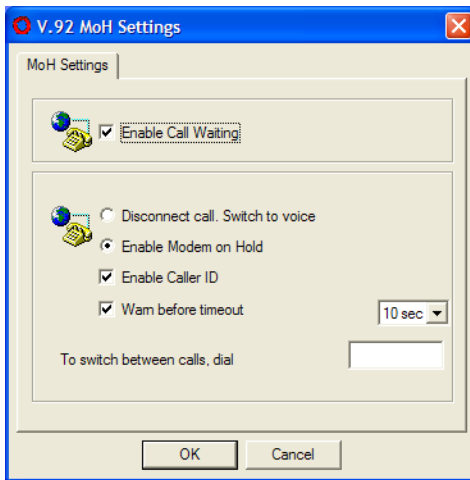 V.92 MoH Settings
MoH Settings
Enable Call Waiting
Disconnect call. Switch to voice
Enable Modem on Hold
Enable Caller ID
Warn before timeout
10 sec
To switch between calls, dial
OK
Cancel